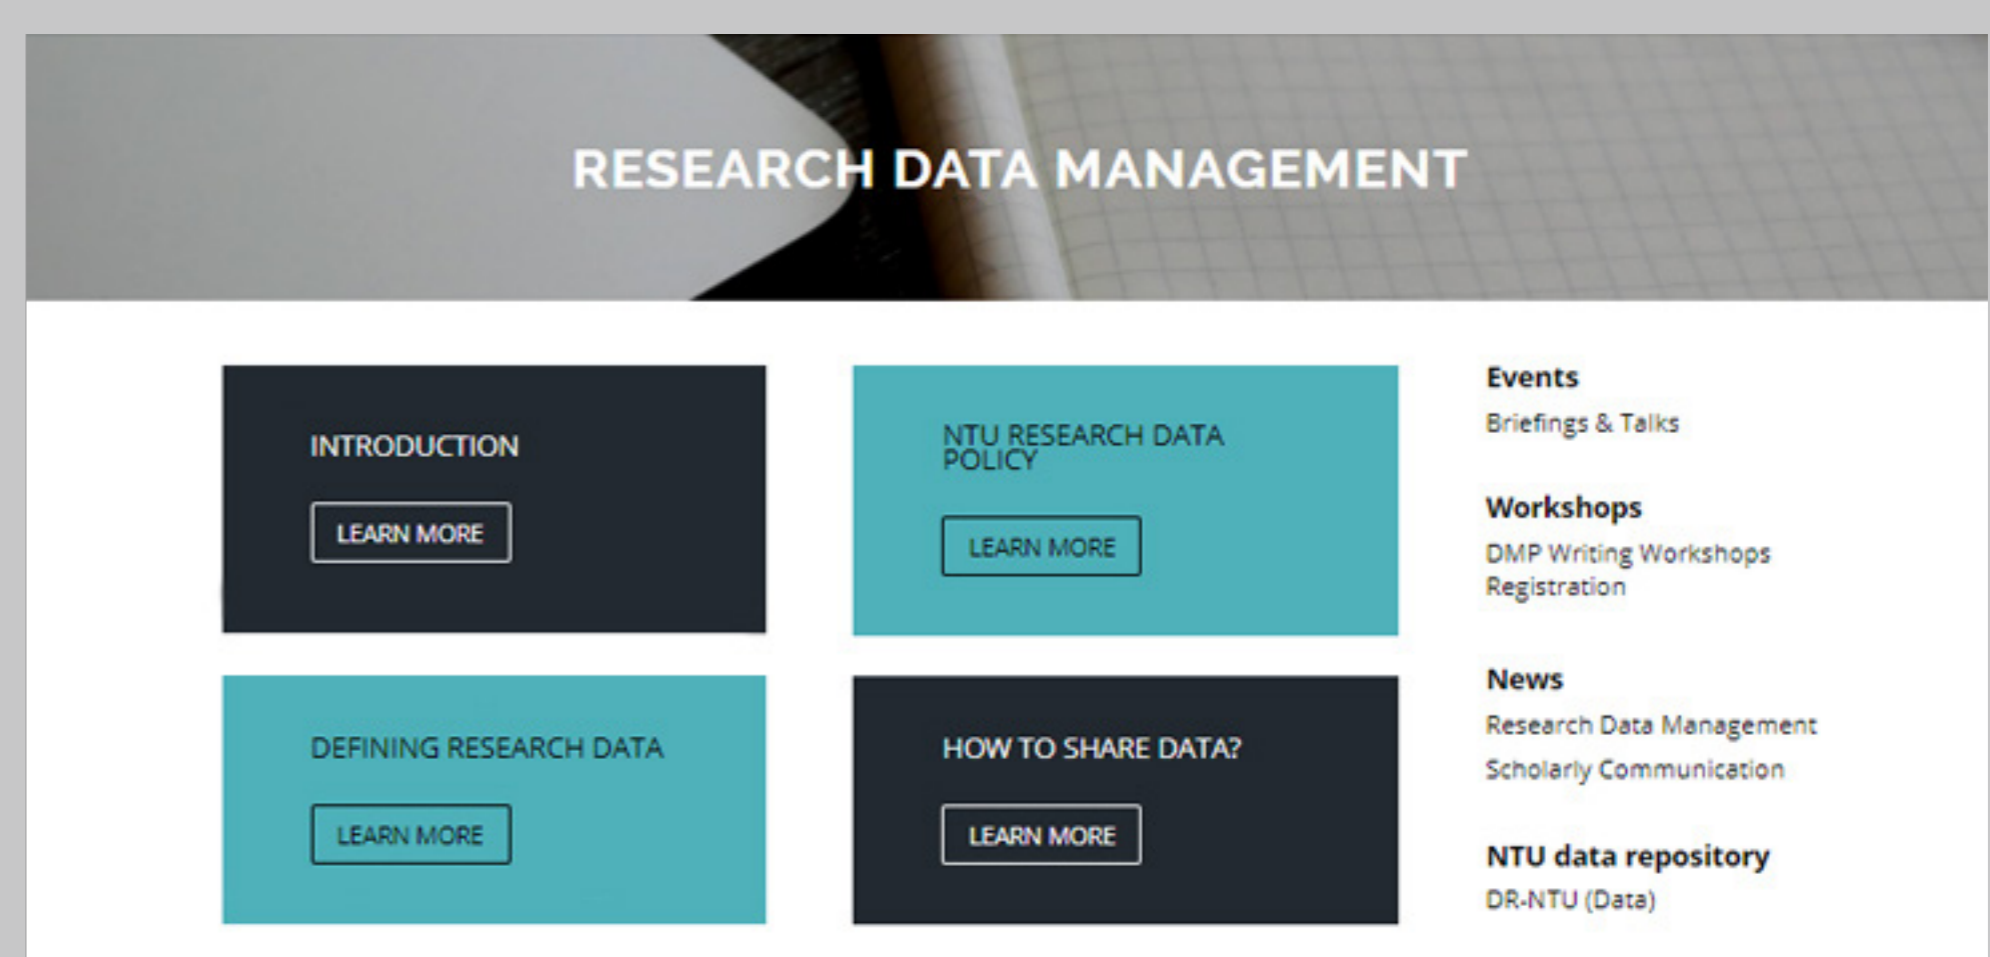 RESEARCH DATA MANAGEMENT
INTRODUCTION
LEARN MORE
NTU RESEARCH DATA
POLICY
LEARN MORE
DEFINING RESEARCH DATA
LEARN MORE
HOW TO SHARE DATA?
LEARN MORE
Events
Briefings & Talks
Workshops
DMP Writing Workshops
Registration
News
Research Data Management
Scholarly Communication
NTU data repository
DR-NTU (Data)